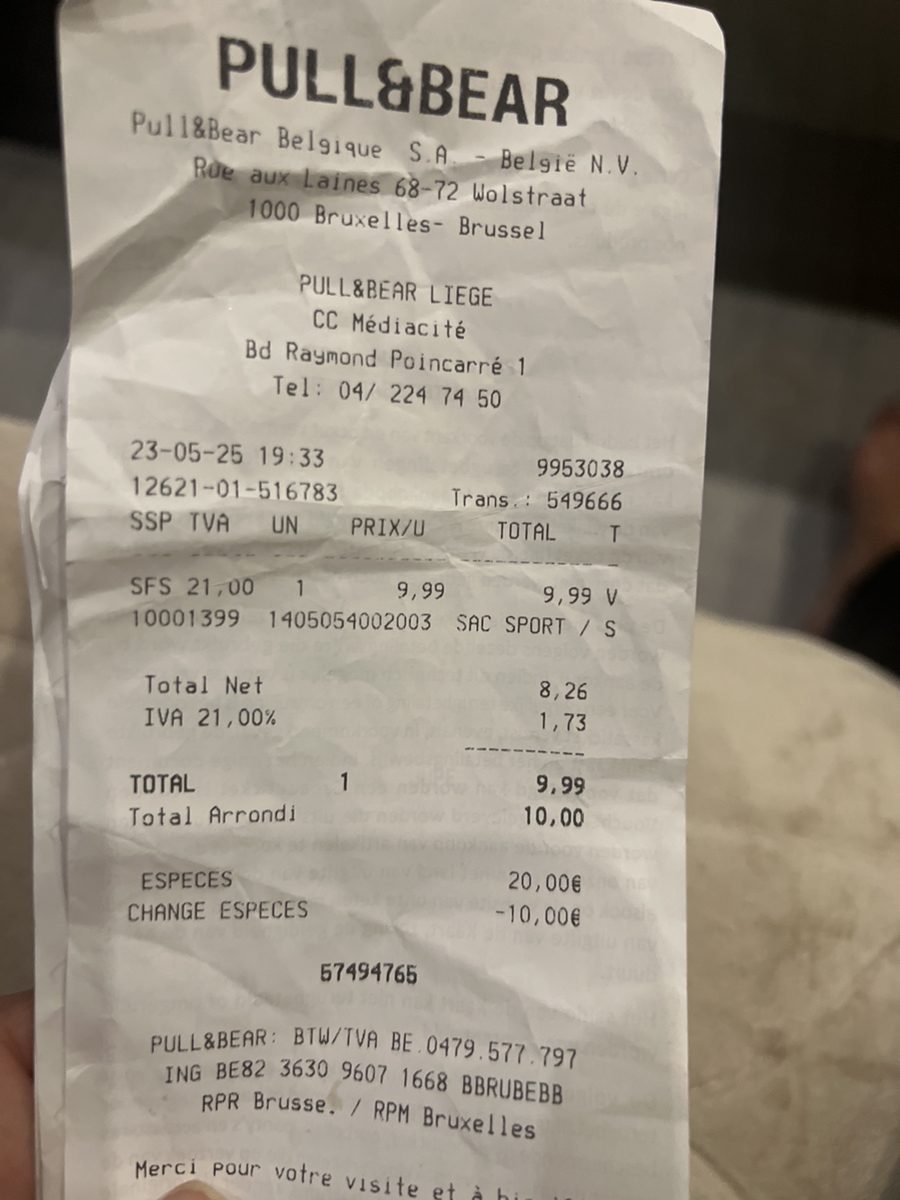 PULL&BEAR
Pull&Bear Belgique S.A. - België N.V.
Rue aux Laines 68-72 Wolstraat
1000 Bruxelles- Brussel
PULL&BEAR LIEGE
CC Médiacité
Bd Raymond Poincarré 1
Tel: 04/ 224 74 50
23-05-25 19:33 9953038
12621-01-516783 Trans.: 549666
SSP TVA UN PRIX/U TOTAL T
SFS 21,00 1 9,99 9,99 V
10001399 1405054002003 SAC SPORT / S
Total Net 8,26
IVA 21,00% 1,73
TOTAL 1 9,99
Total Arrondi 10,00
ESPECES 20,00€
CHANGE ESPECES -10,00€
57494765
PULL&BEAR: BTW/TVA BE.0479.577.797
ING BE82 3630 9607 1668 BBRUBEBB
RPR Brusse. / RPM Bruxelles
Merci pour votre visite et à